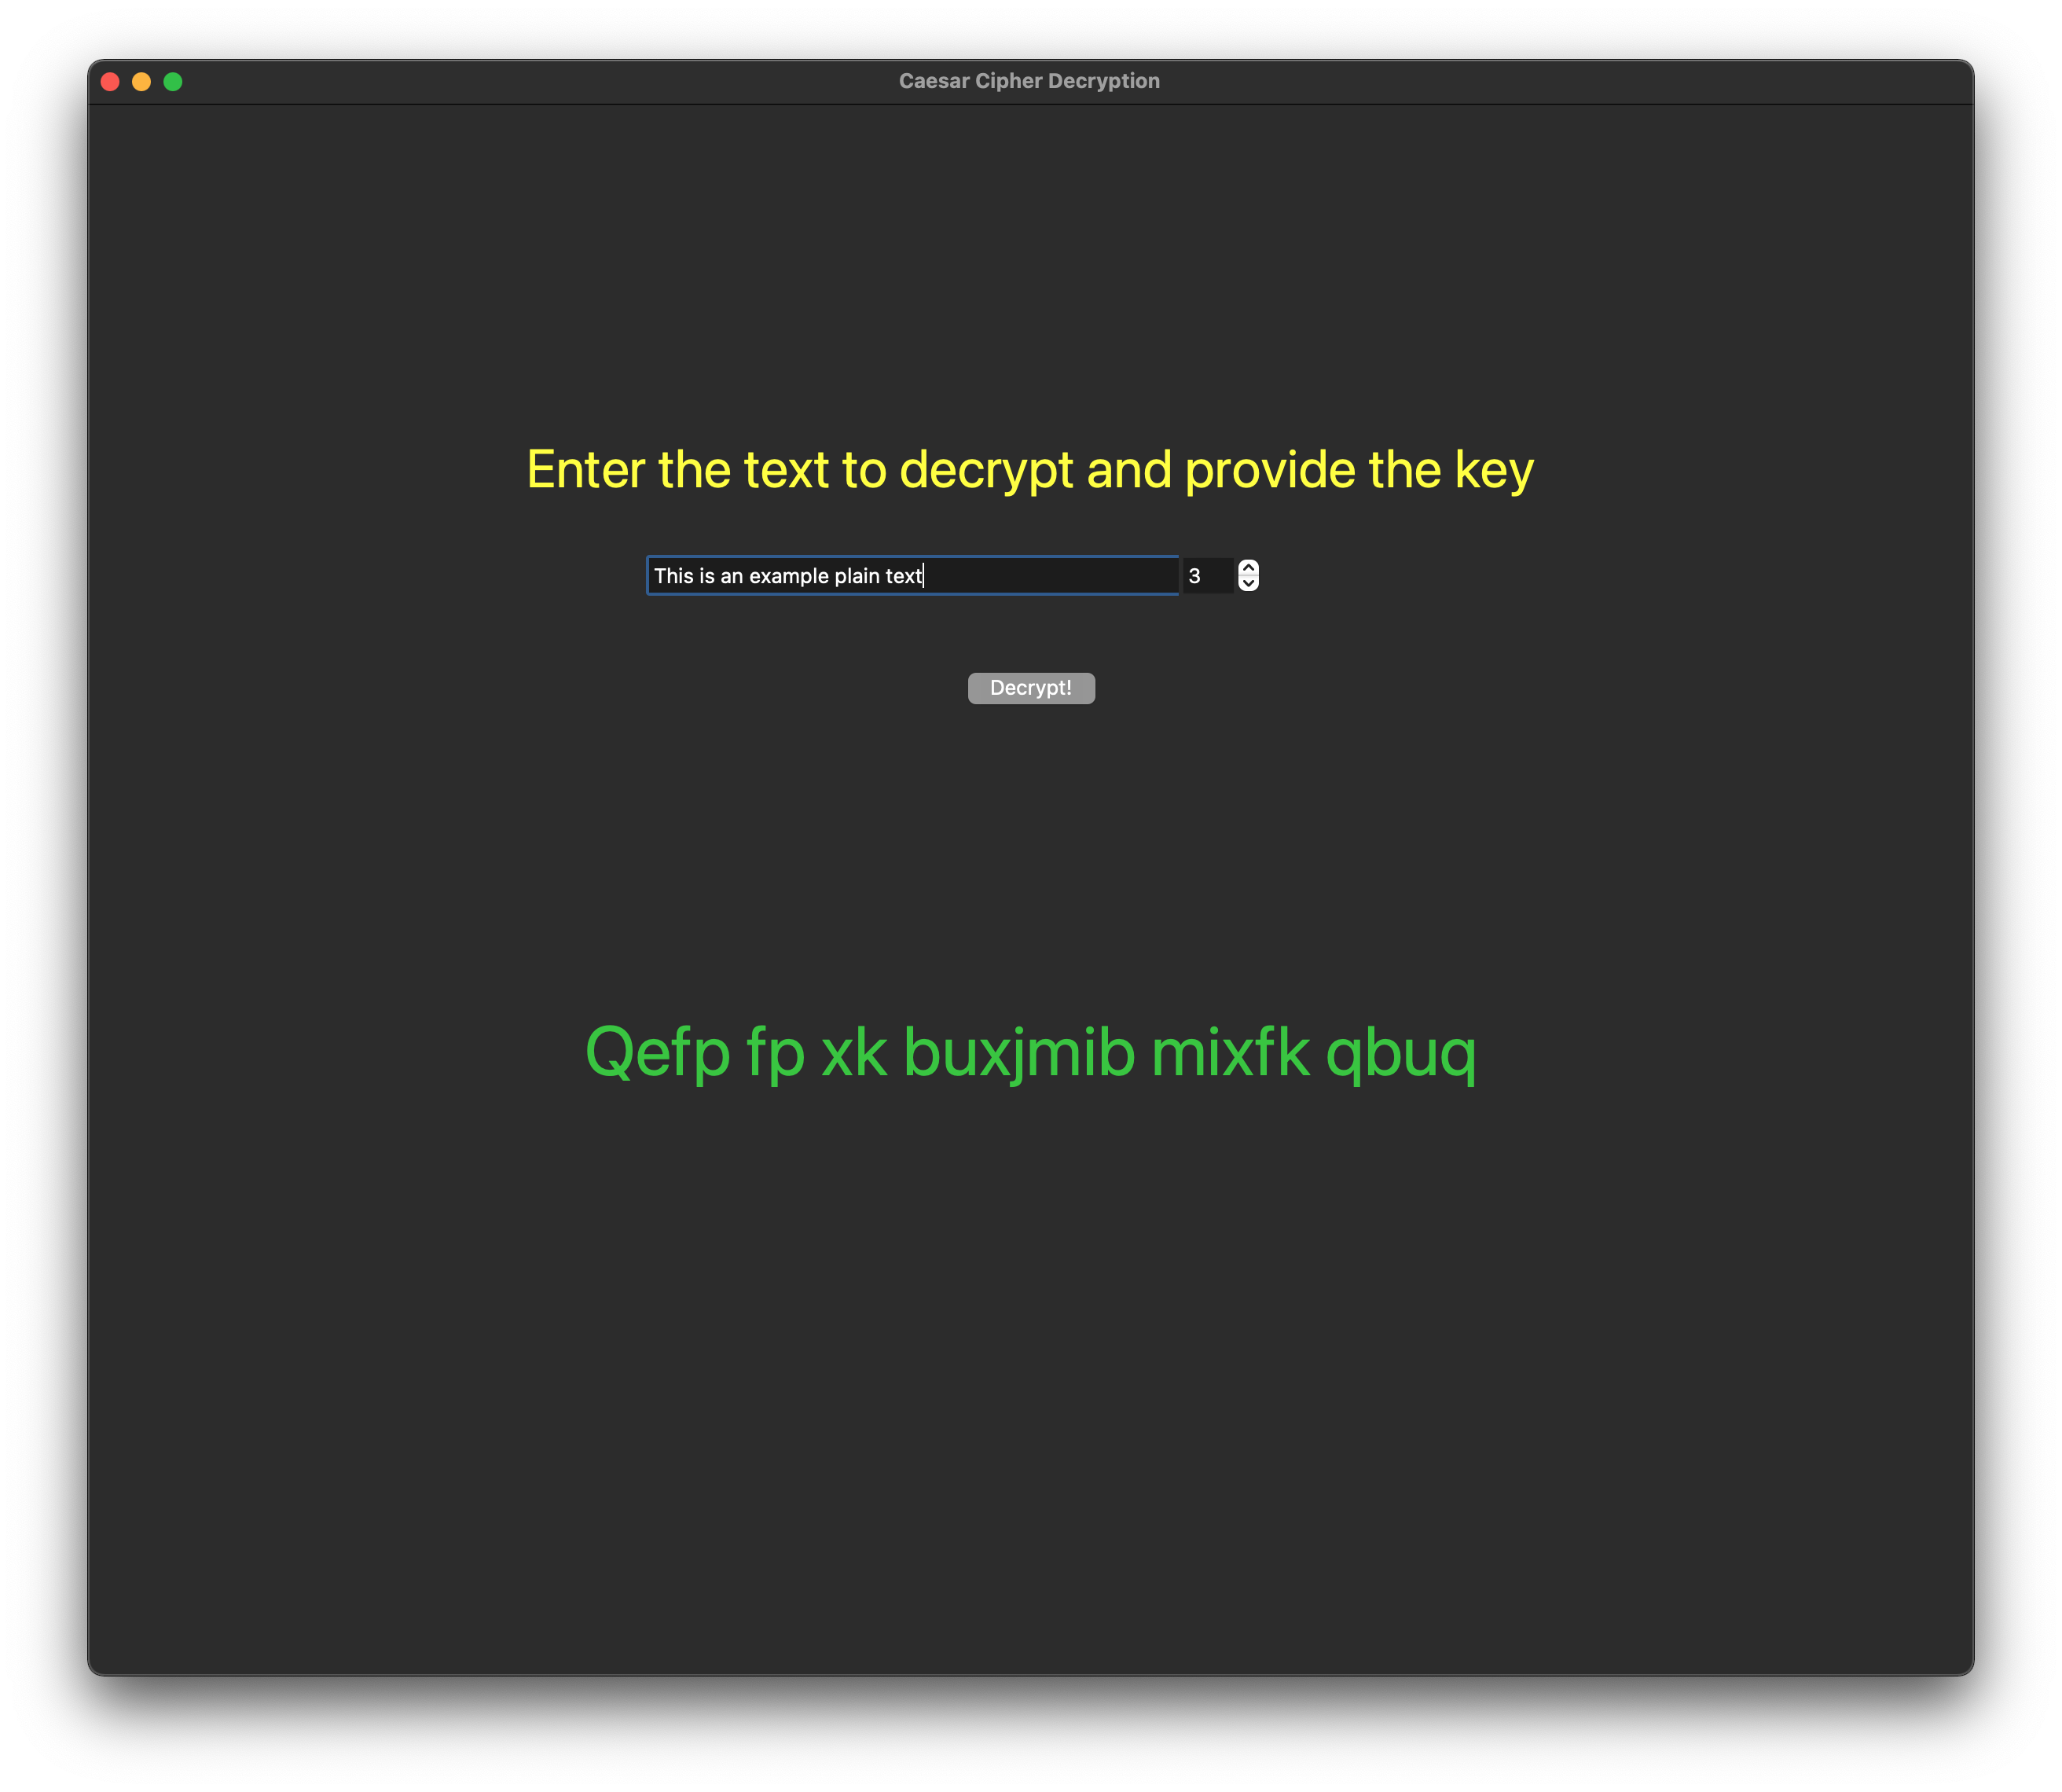 Caesar Cipher Decryption
Enter the text to decrypt and provide the key
This is an example plain text 3
Decrypt!
Qefp fp xk buxjmib mixfk qbuq